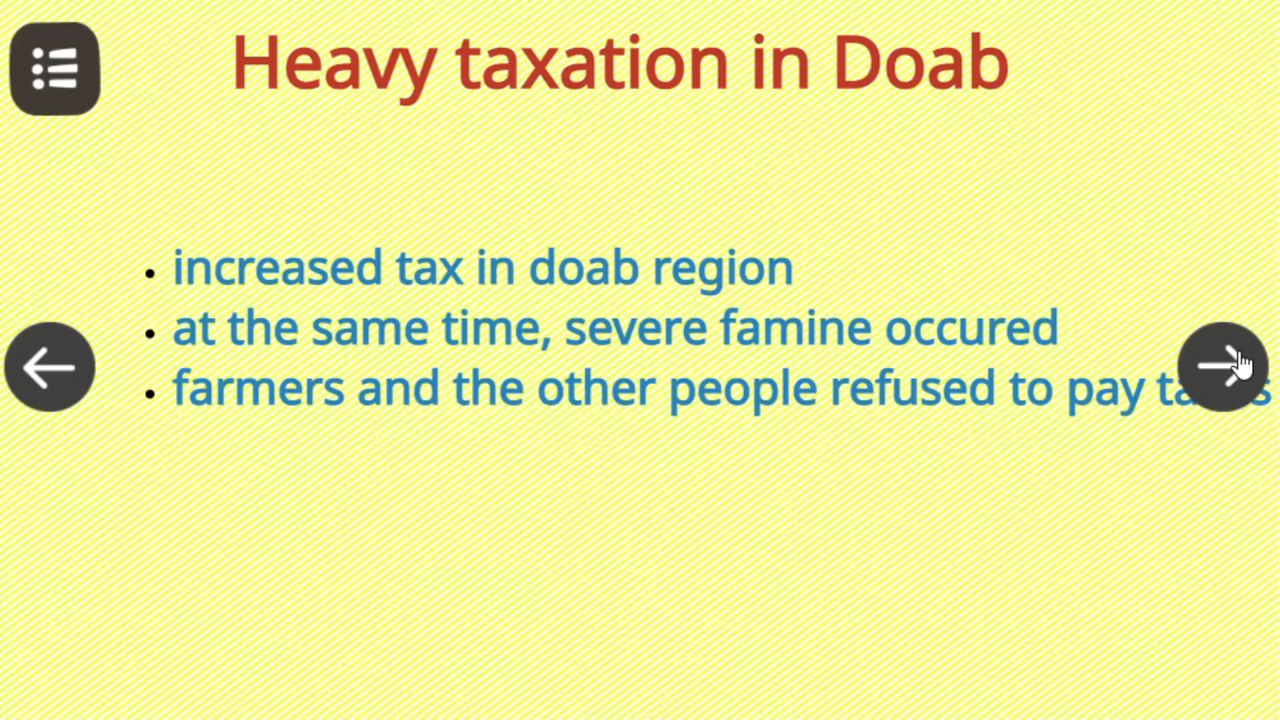 Heavy taxation in Doab
increased tax in doab region
at the same time, severe famine occured
farmers and the other people refused to pay